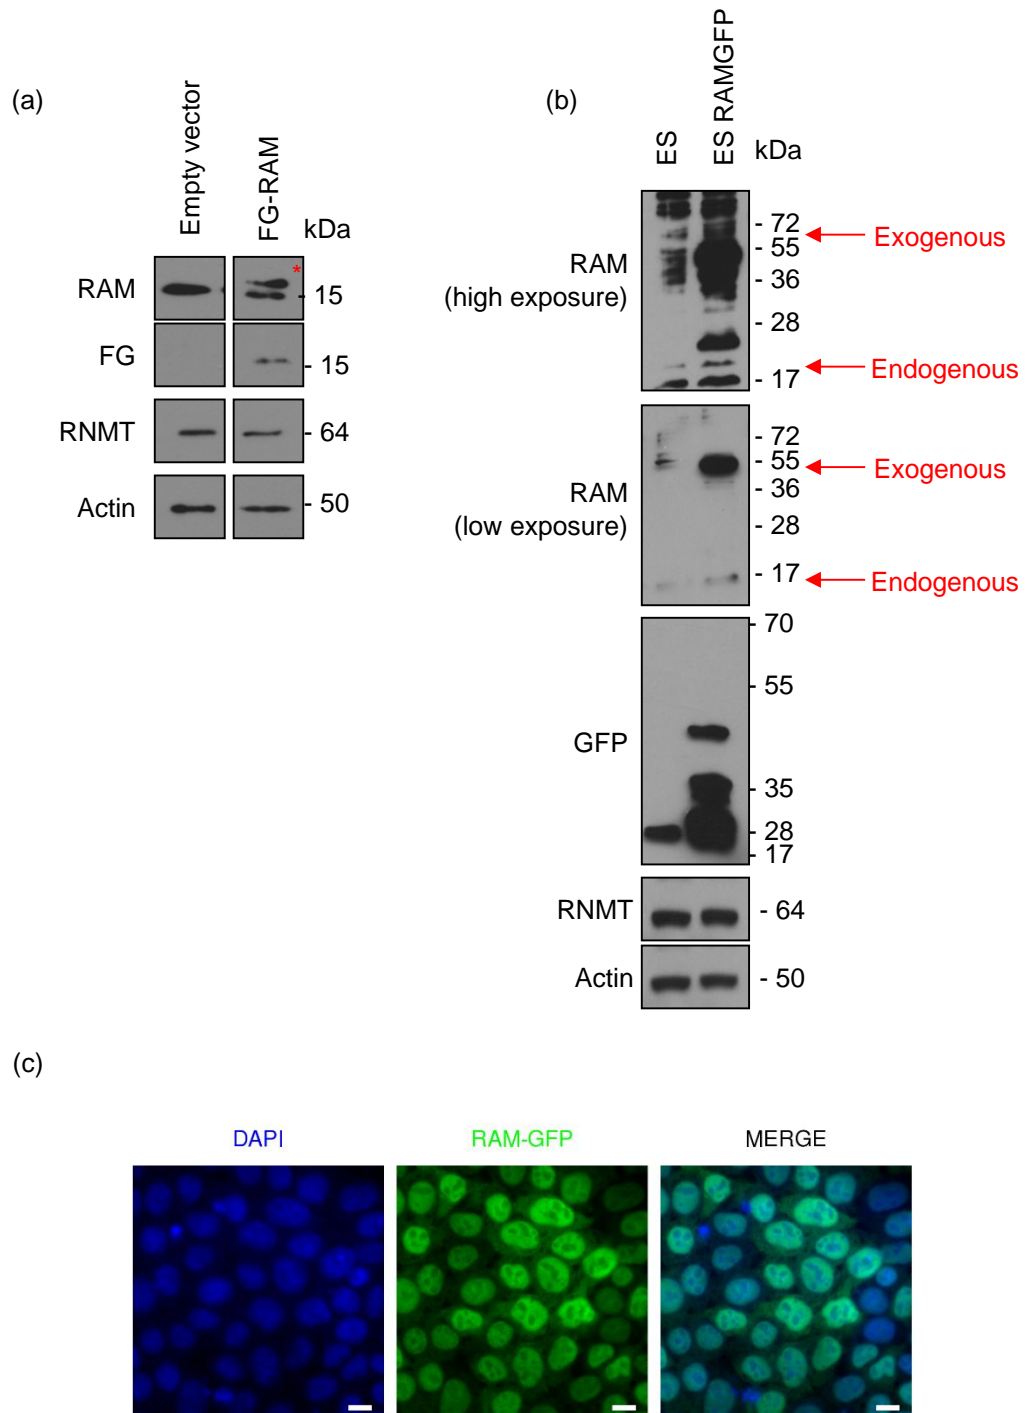 (a)
Empty vector
FG-RAM
kDa
RAM
*
- 15
FG
- 15
RNMT
- 64
Actin
- 50
(b)
ES
ES RAMGFP
kDa
RAM
(high exposure)
- 72
- 55
- 36
- 28
- 17
Exogenous
Endogenous
RAM
(low exposure)
- 72
- 55
- 36
- 28
- 17
Exogenous
Endogenous
GFP
- 70
- 55
- 35
- 28
- 17
RNMT
- 64
Actin
- 50
(c)
DAPI
RAM-GFP
MERGE